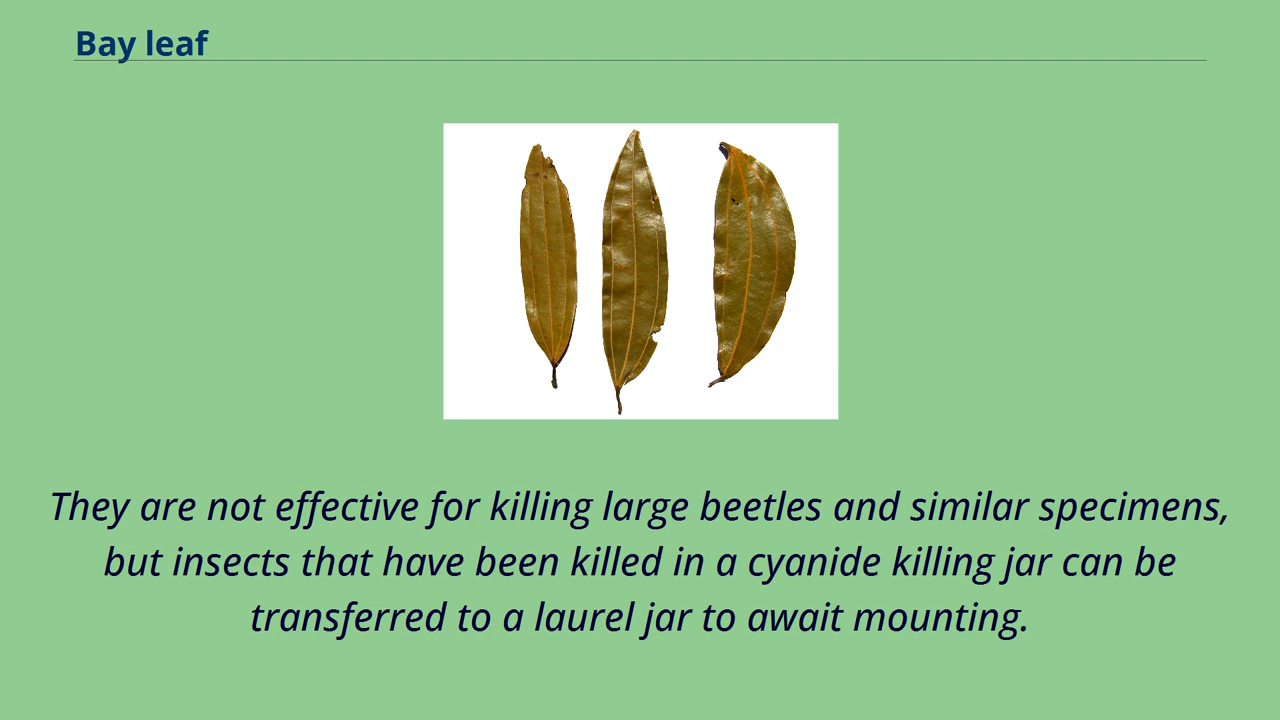 Bay leaf
They are not effective for killing large beetles and similar specimens,
but insects that have been killed in a cyanide killing jar can be
transferred to a laurel jar to await mounting.